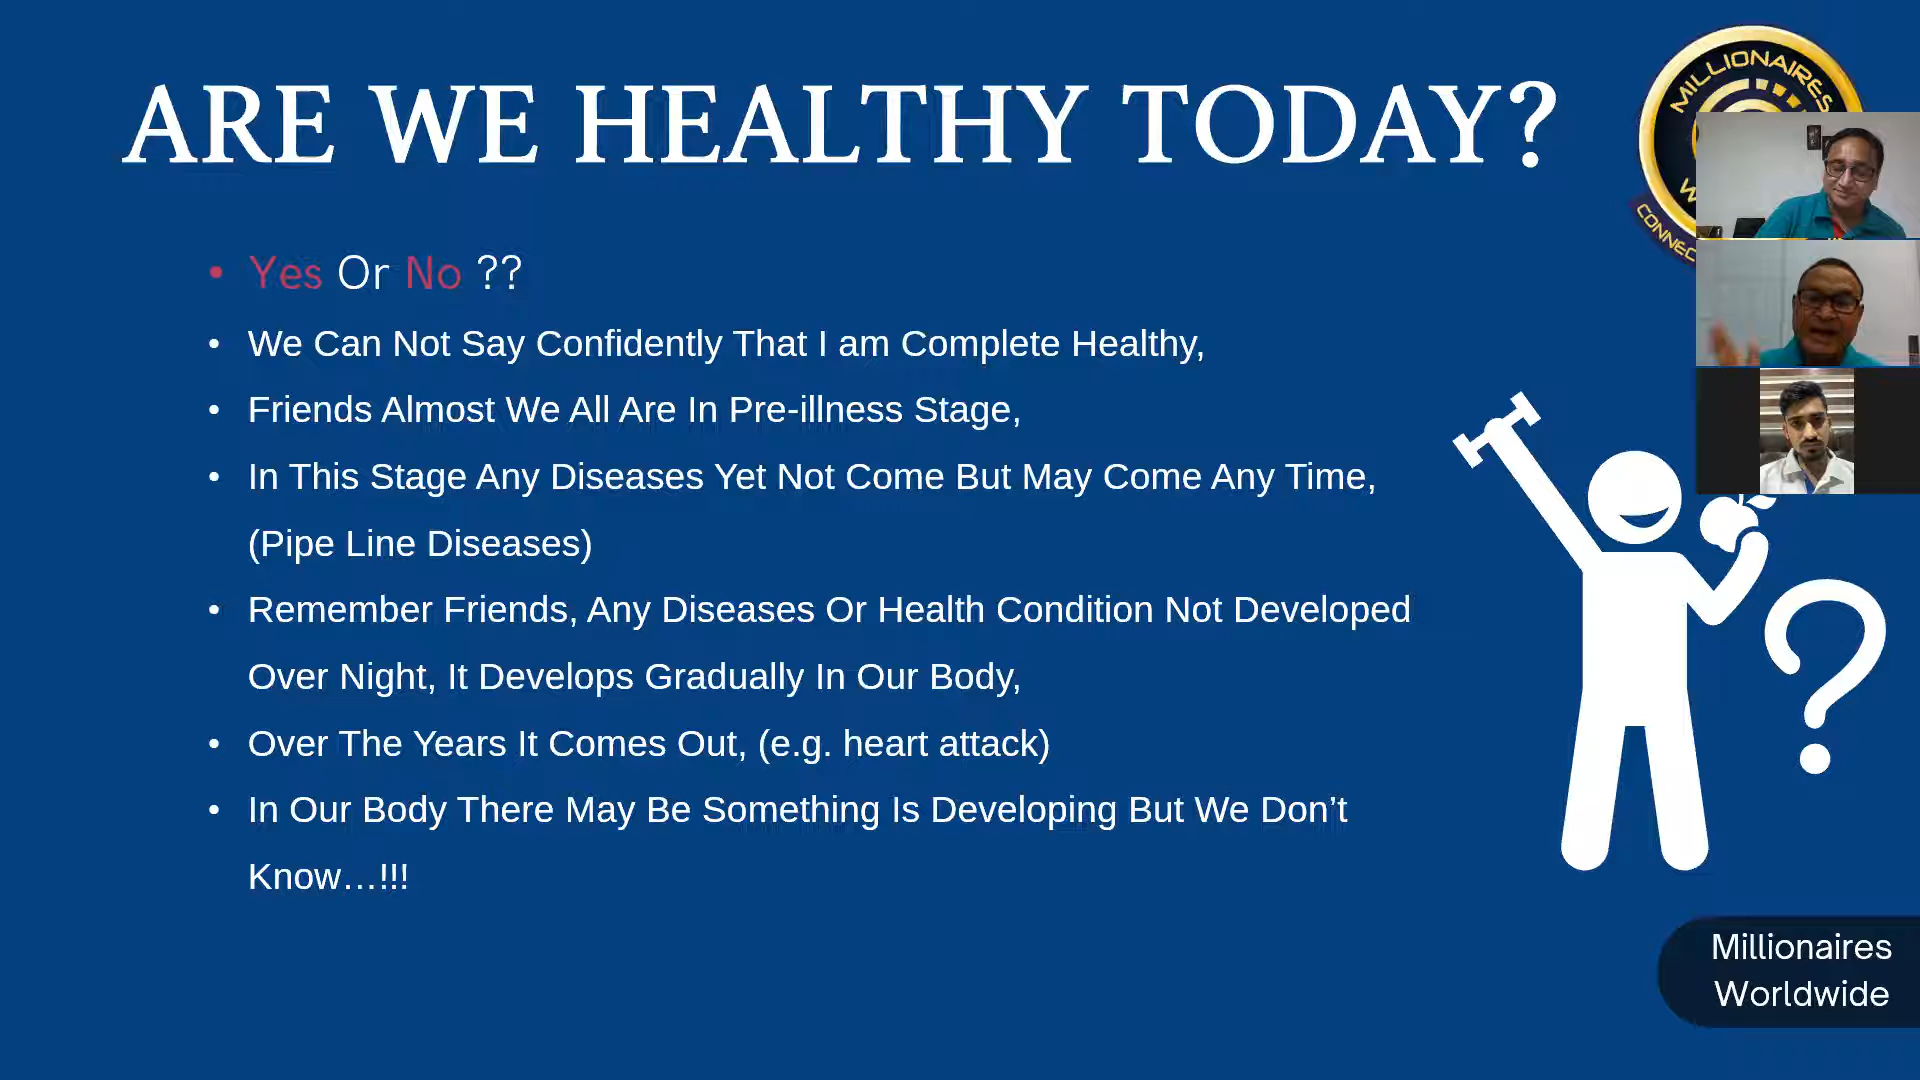 ARE WE HEALTHY TODAY?
MILLIONAIRES
• Yes Or No ??
• We Can Not Say Confidently That I am Complete Healthy,
• Friends Almost We All Are In Pre-illness Stage,
• In This Stage Any Diseases Yet Not Come But May Come Any Time,
(Pipe Line Diseases)
• Remember Friends, Any Diseases Or Health Condition Not Developed
Over Night, It Develops Gradually In Our Body,
• Over The Years It Comes Out, (e.g. heart attack)
• In Our Body There May Be Something Is Developing But We Don’t
Know…!!!
Millionaires
Worldwide